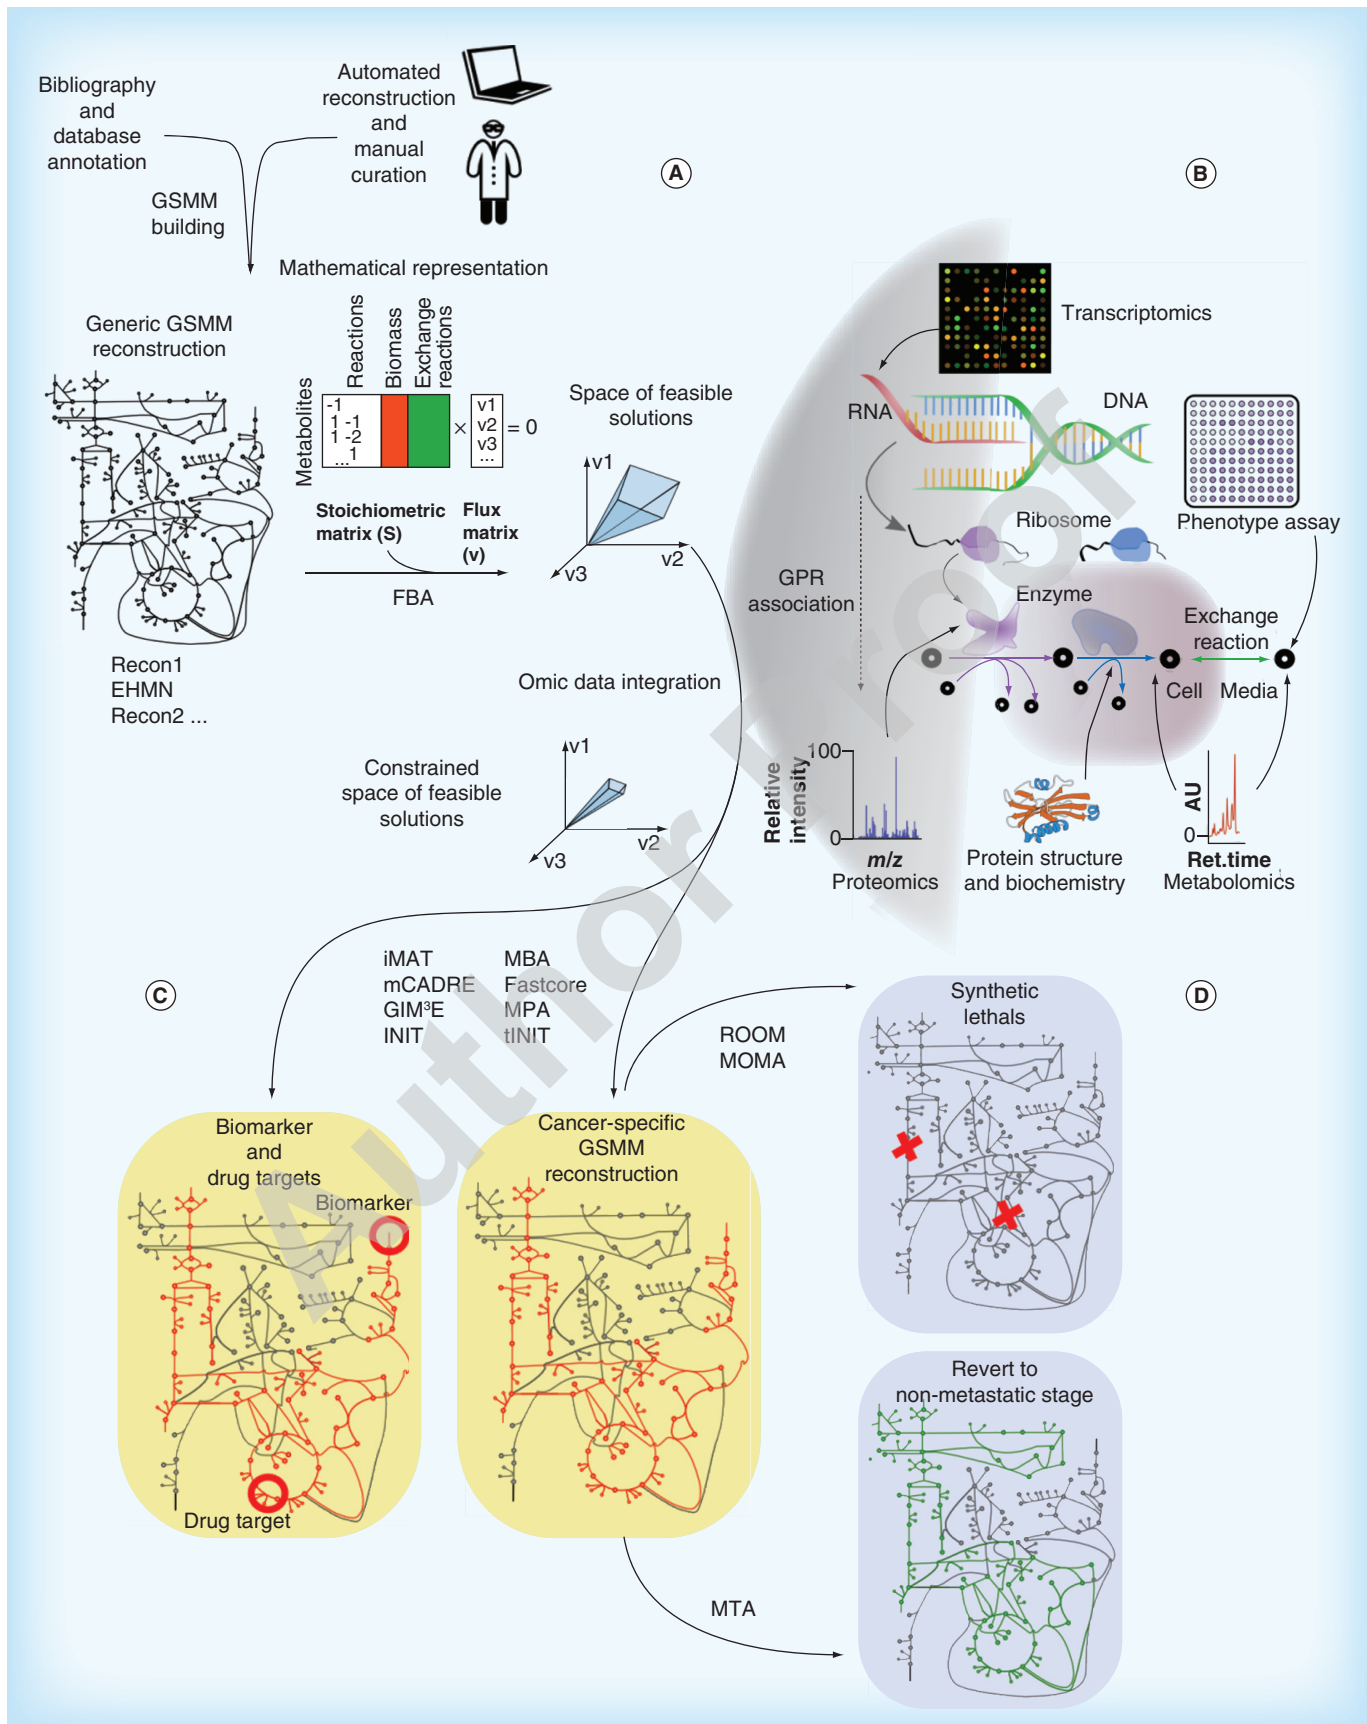 Bibliography
and
database
annotation
Automated
reconstruction
and
manual
curation
GSMM
building
A
B
Mathematical representation
Generic GSMM
reconstruction
Metabolites
Reactions
Biomass
Exchange
reactions
-1
1 -1
1 -2
...1
×
v1
v2
v3
...
= 0
Stoichiometric
matrix (S)
Flux
matrix
(v)
FBA
Space of feasible
solutions
v1
v2
v3
Recon1
EHMN
Recon2 ...
Omic data integration
Constrained
space of feasible
solutions
v1
v2
v3
Transcriptomics
RNA
DNA
Phenotype assay
Ribosome
GPR
association
Enzyme
Exchange
reaction
Cell
Media
Relative
intensity
100
0
m/z
Proteomics
Protein structure
and biochemistry
AU
0
Ret.time
Metabolomics
C
iMAT
mCADRE
GIM³E
INIT
MBA
Fastcore
MPA
tINIT
ROOM
MOMA
D
Synthetic
lethals
Biomarker
and
drug targets
Biomarker
Drug target
Cancer-specific
GSMM
reconstruction
Revert to
non-metastatic stage
MTA
Author Proof